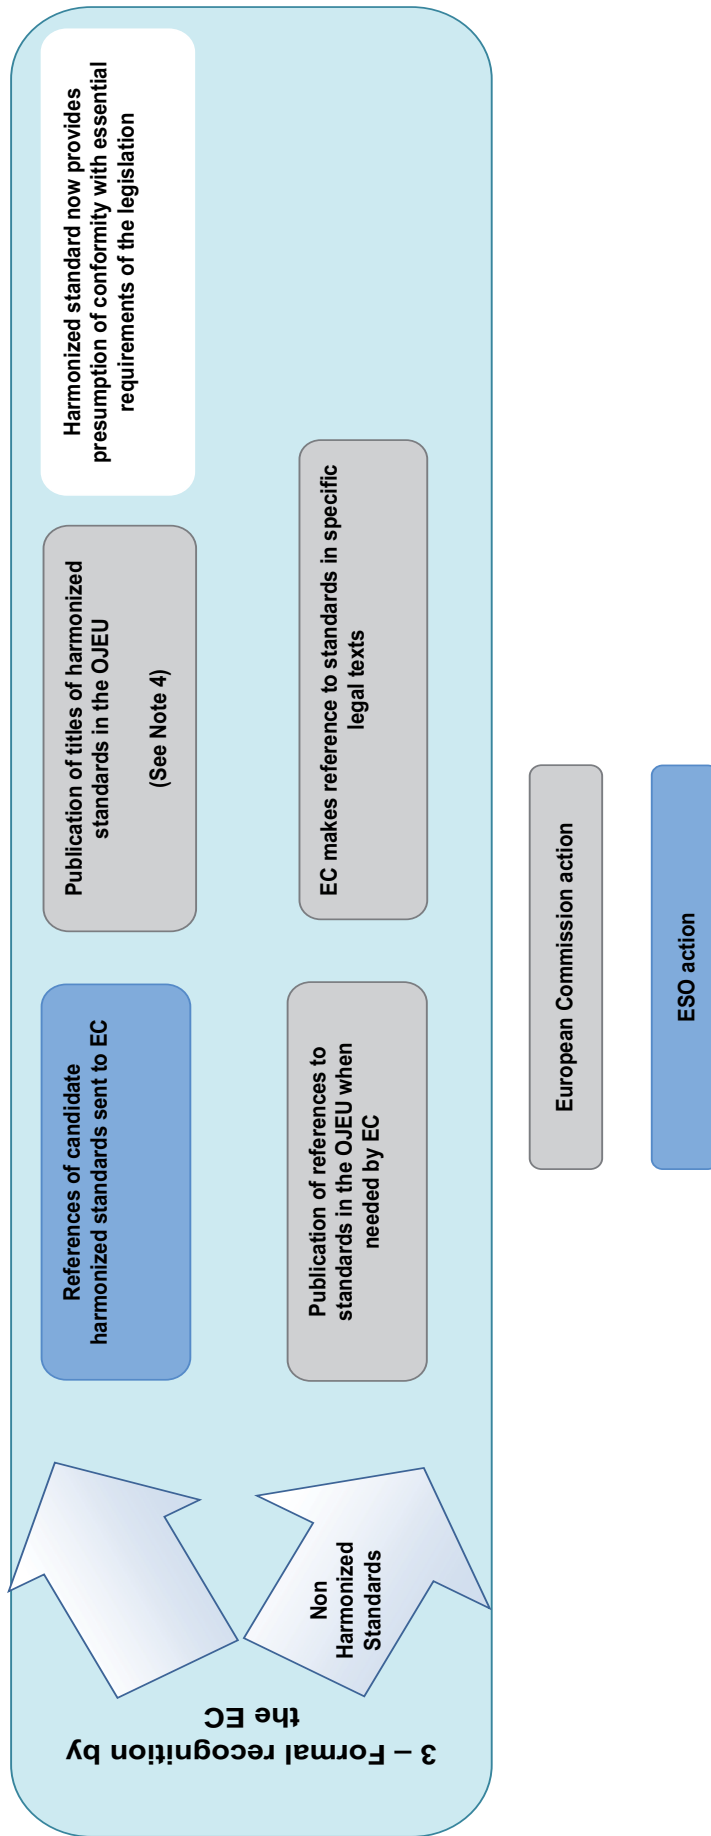 3 – Formal recognition by
the EC
References of candidate
harmonized standards sent to EC
Publication of titles of harmonized
standards in the OJEU
(See Note 4)
Harmonized standard now provides
presumption of conformity with essential
requirements of the legislation
Non
Harmonized
Standards
Publication of references to
standards in the OJEU when
needed by EC
EC makes reference to standards in specific
legal texts
European Commission action
ESO action